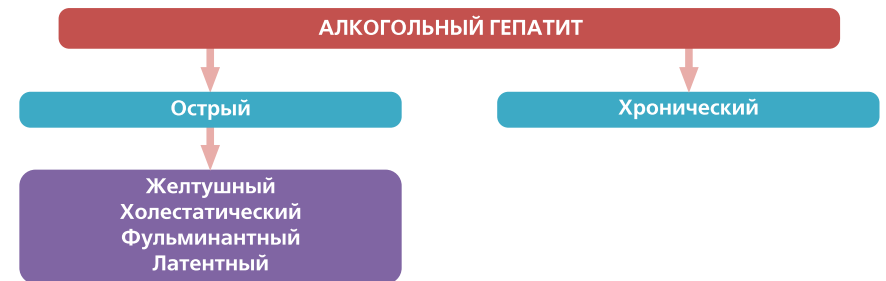 АЛКОГОЛЬНЫЙ ГЕПАТИТ
Острый
Хронический
Желтушный
Холестатический
Фульминантный
Латентный